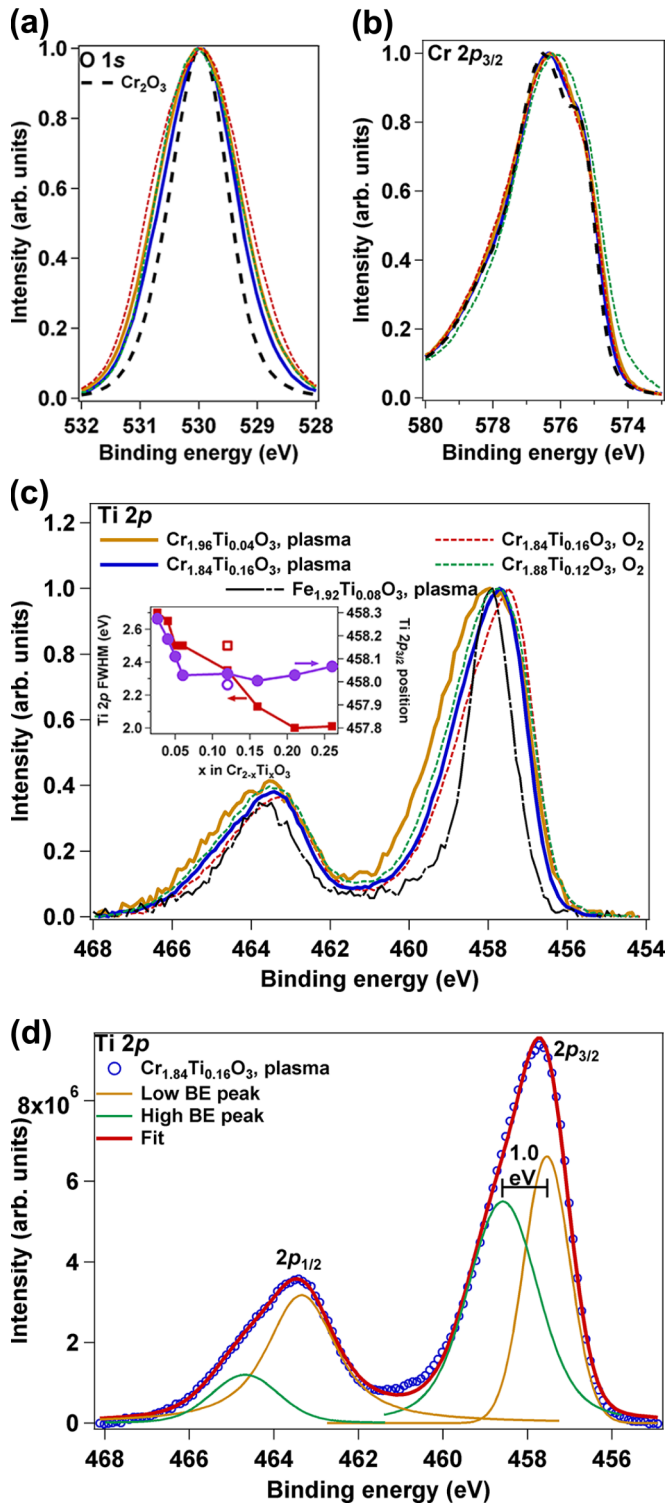 (a)
O 1s
Cr2O3
Intensity (arb. units)
1.0
0.8
0.6
0.4
0.2
0.0
532 531 530 529 528
Binding energy (eV)
(b)
Cr 2p3/2
Intensity (arb. units)
1.0
0.8
0.6
0.4
0.2
0.0
580 578 576 574
Binding energy (eV)
(c)
Ti 2p
Cr1.96Ti0.04O3, plasma
Cr1.84Ti0.16O3, plasma
Cr1.84Ti0.16O3, O2
Cr1.88Ti0.12O3, O2
Fe1.92Ti0.08O3, plasma
Intensity (arb. units)
1.2
1.0
0.8
0.6
0.4
0.2
0.0
Ti 2p FWHM (eV)
2.6
2.4
2.2
2.0
458.3
458.2
458.1
458.0
457.9
457.8
Ti 2p3/2 position
0.05 0.10 0.15 0.20 0.25
x in Cr2-xTixO3
468 466 464 462 460 458 456 454
Binding energy (eV)
(d)
Ti 2p
Cr1.84Ti0.16O3, plasma
Low BE peak
High BE peak
Fit
2p3/2
1.0
eV
2p1/2
Intensity (arb. units)
8x10^6
6
4
2
0
468 466 464 462 460 458 456
Binding energy (eV)